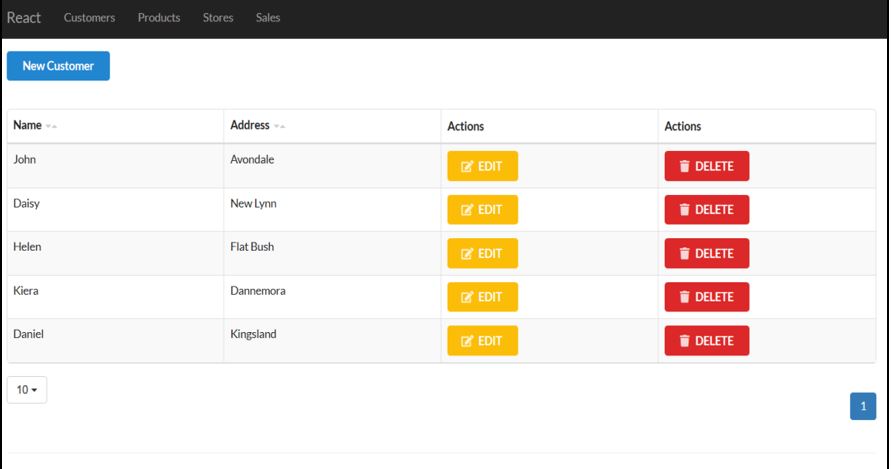 React Customers Products Stores Sales
New Customer
Name Address Actions Actions
John Avondale EDIT DELETE
Daisy New Lynn EDIT DELETE
Helen Flat Bush EDIT DELETE
Kiera Dannemora EDIT DELETE
Daniel Kingsland EDIT DELETE
10
1